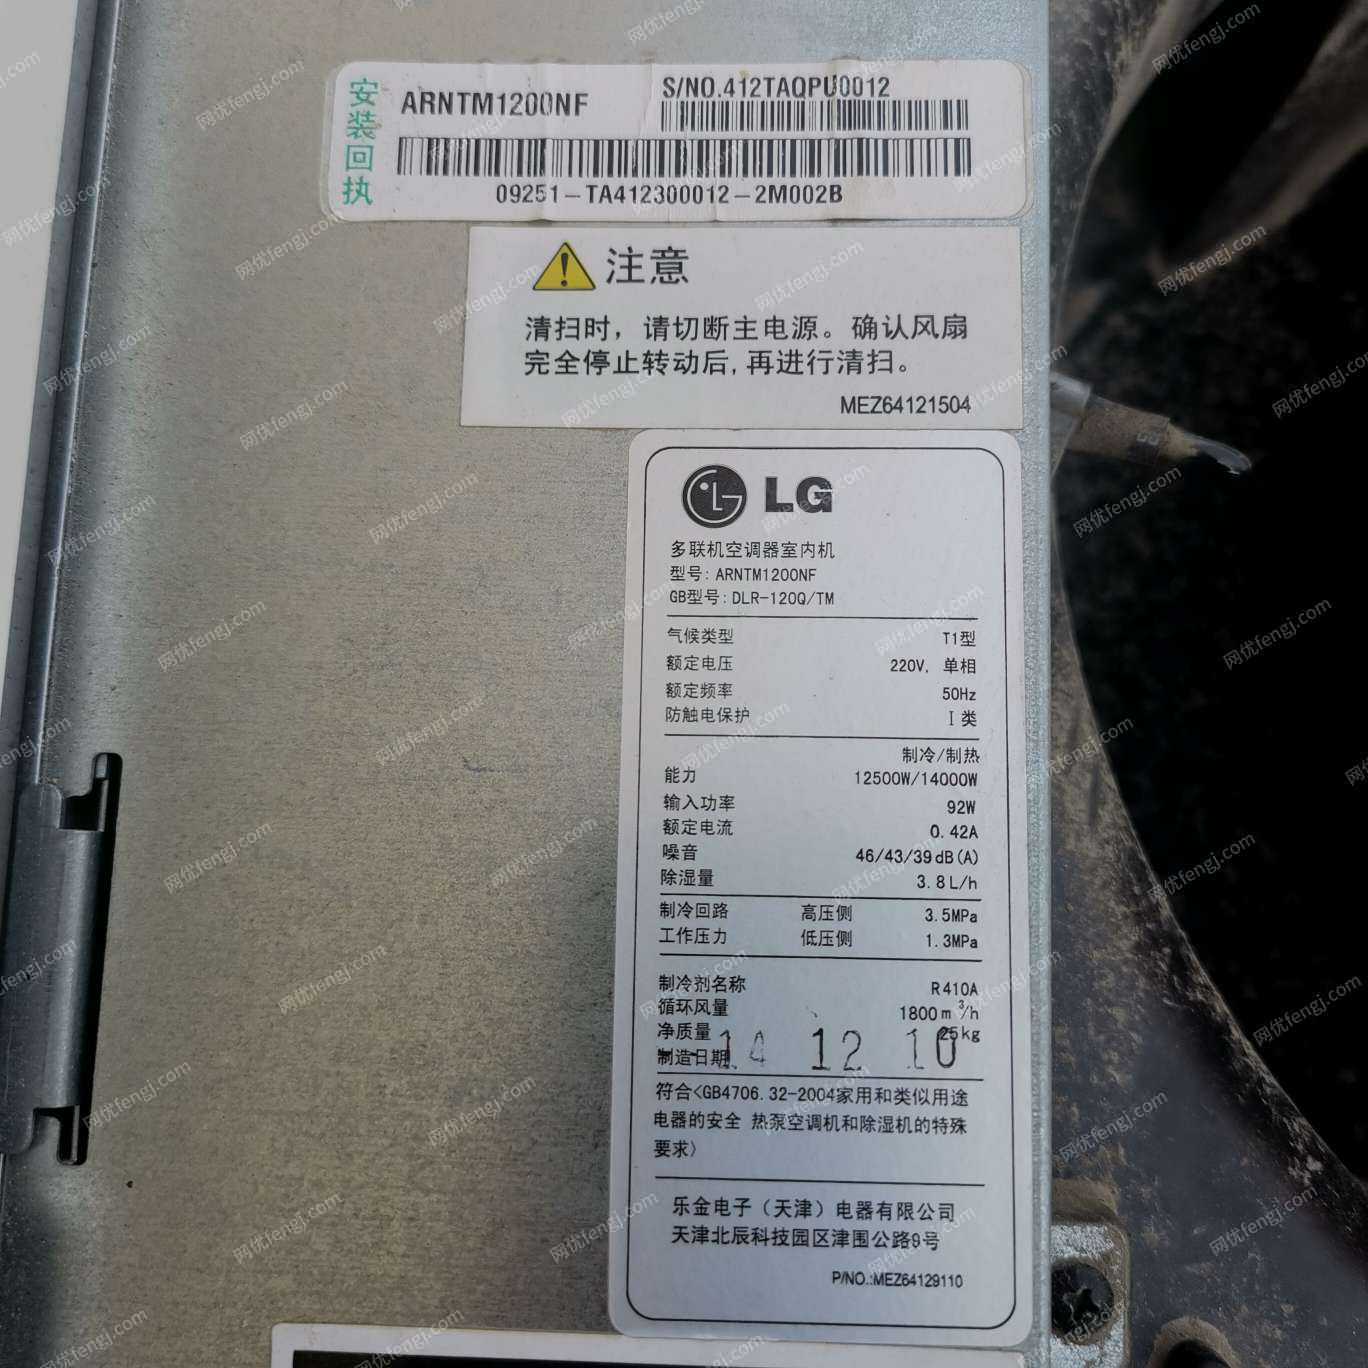 安装回执
ARNTM1200NF
S/NO.412TAQPU0012
09251-TA412300012-2M002B
注意
清扫时，请切断主电源。确认风扇
完全停止转动后,再进行清扫。
MEZ64121504
LG
多联机空调器室内机
型号: ARNTM1200NF
GB型号: DLR-120Q/TM
气候类型 T1型
额定电压 220V, 单相
额定频率 50Hz
防触电保护 I 类
制冷/制热
能力 12500W/14000W
输入功率 92W
额定电流 0.42A
噪音 46/43/39dB(A)
除湿量 3.8L/h
制冷回路 高压侧 3.5MPa
工作压力 低压侧 1.3MPa
制冷剂名称 R410A
循环风量 1800m³/h
净质量 25kg
制造日期 14 12 10
符合<GB4706.32-2004家用和类似用途
电器的安全 热泵空调机和除湿机的特殊
要求>
乐金电子（天津）电器有限公司
天津北辰科技园区津围公路9号
P/NO.:MEZ64129110
网优fengj.com